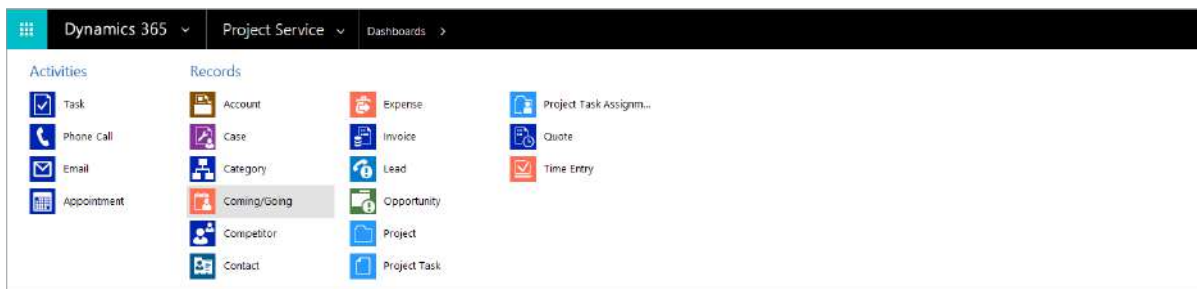 Dynamics 365
Project Service
Dashboards
Activities
Records
Task
Account
Expense
Project Task Assignm...
Phone Call
Case
Invoice
Quote
Email
Category
Lead
Time Entry
Appointment
Coming/Going
Opportunity
Competitor
Project
Contact
Project Task